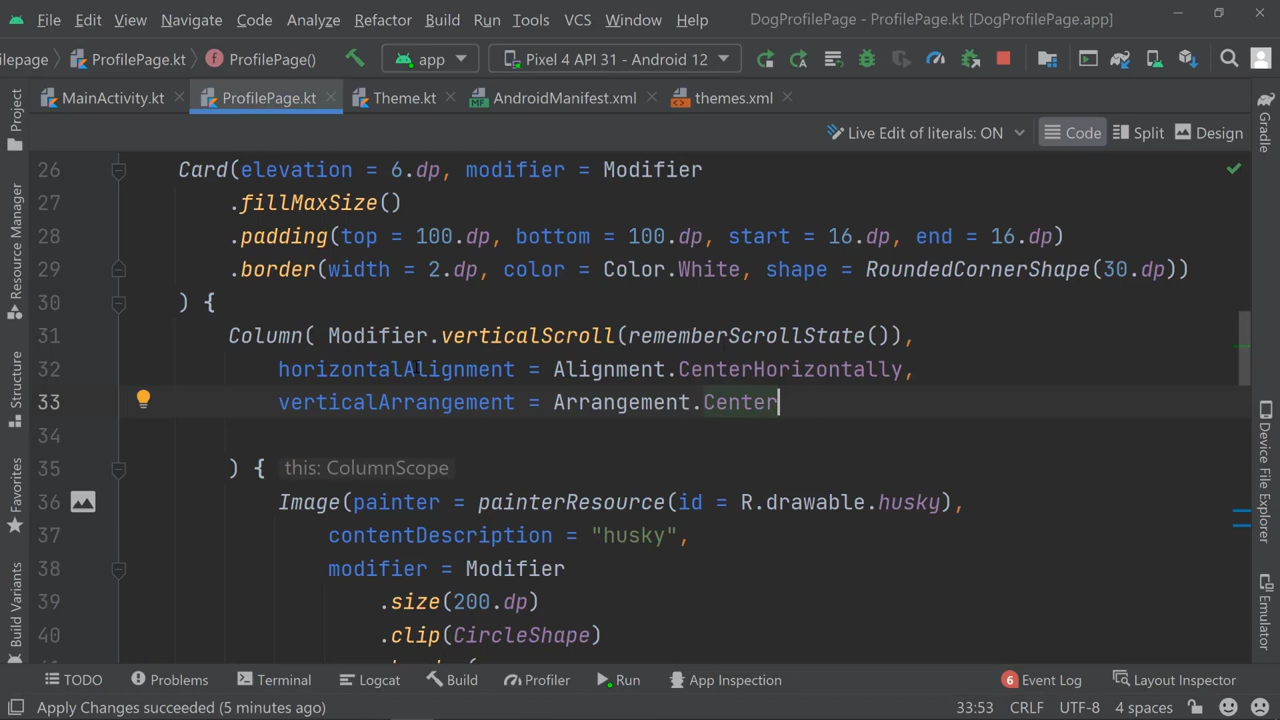 File Edit View Navigate Code Analyze Refactor Build Run Tools VCS Window Help DogProfilePage - ProfilePage.kt [DogProfilePage.app]
ilepage ProfilePage.kt ProfilePage() app Pixel 4 API 31 - Android 12
MainActivity.kt ProfilePage.kt Theme.kt AndroidManifest.xml themes.xml
Live Edit of literals: ON Code Split Design
26 Card(elevation = 6.dp, modifier = Modifier
27 .fillMaxSize()
28 .padding(top = 100.dp, bottom = 100.dp, start = 16.dp, end = 16.dp)
29 .border(width = 2.dp, color = Color.White, shape = RoundedCornerShape(30.dp))
30 ) {
31 Column( Modifier.verticalScroll(rememberScrollState()),
32 horizontalAlignment = Alignment.CenterHorizontally,
33 verticalArrangement = Arrangement.Center
34
35 ) { this: ColumnScope
36 Image(painter = painterResource(id = R.drawable.husky),
37 contentDescription = "husky",
38 modifier = Modifier
39 .size(200.dp)
40 .clip(CircleShape)
Project
Resource Manager
Structure
Favorites
Build Variants
Gradle
Device File Explorer
Emulator
TODO Problems Terminal Logcat Build Profiler Run App Inspection 6 Event Log Layout Inspector
Apply Changes succeeded (5 minutes ago) 33:53 CRLF UTF-8 4 spaces